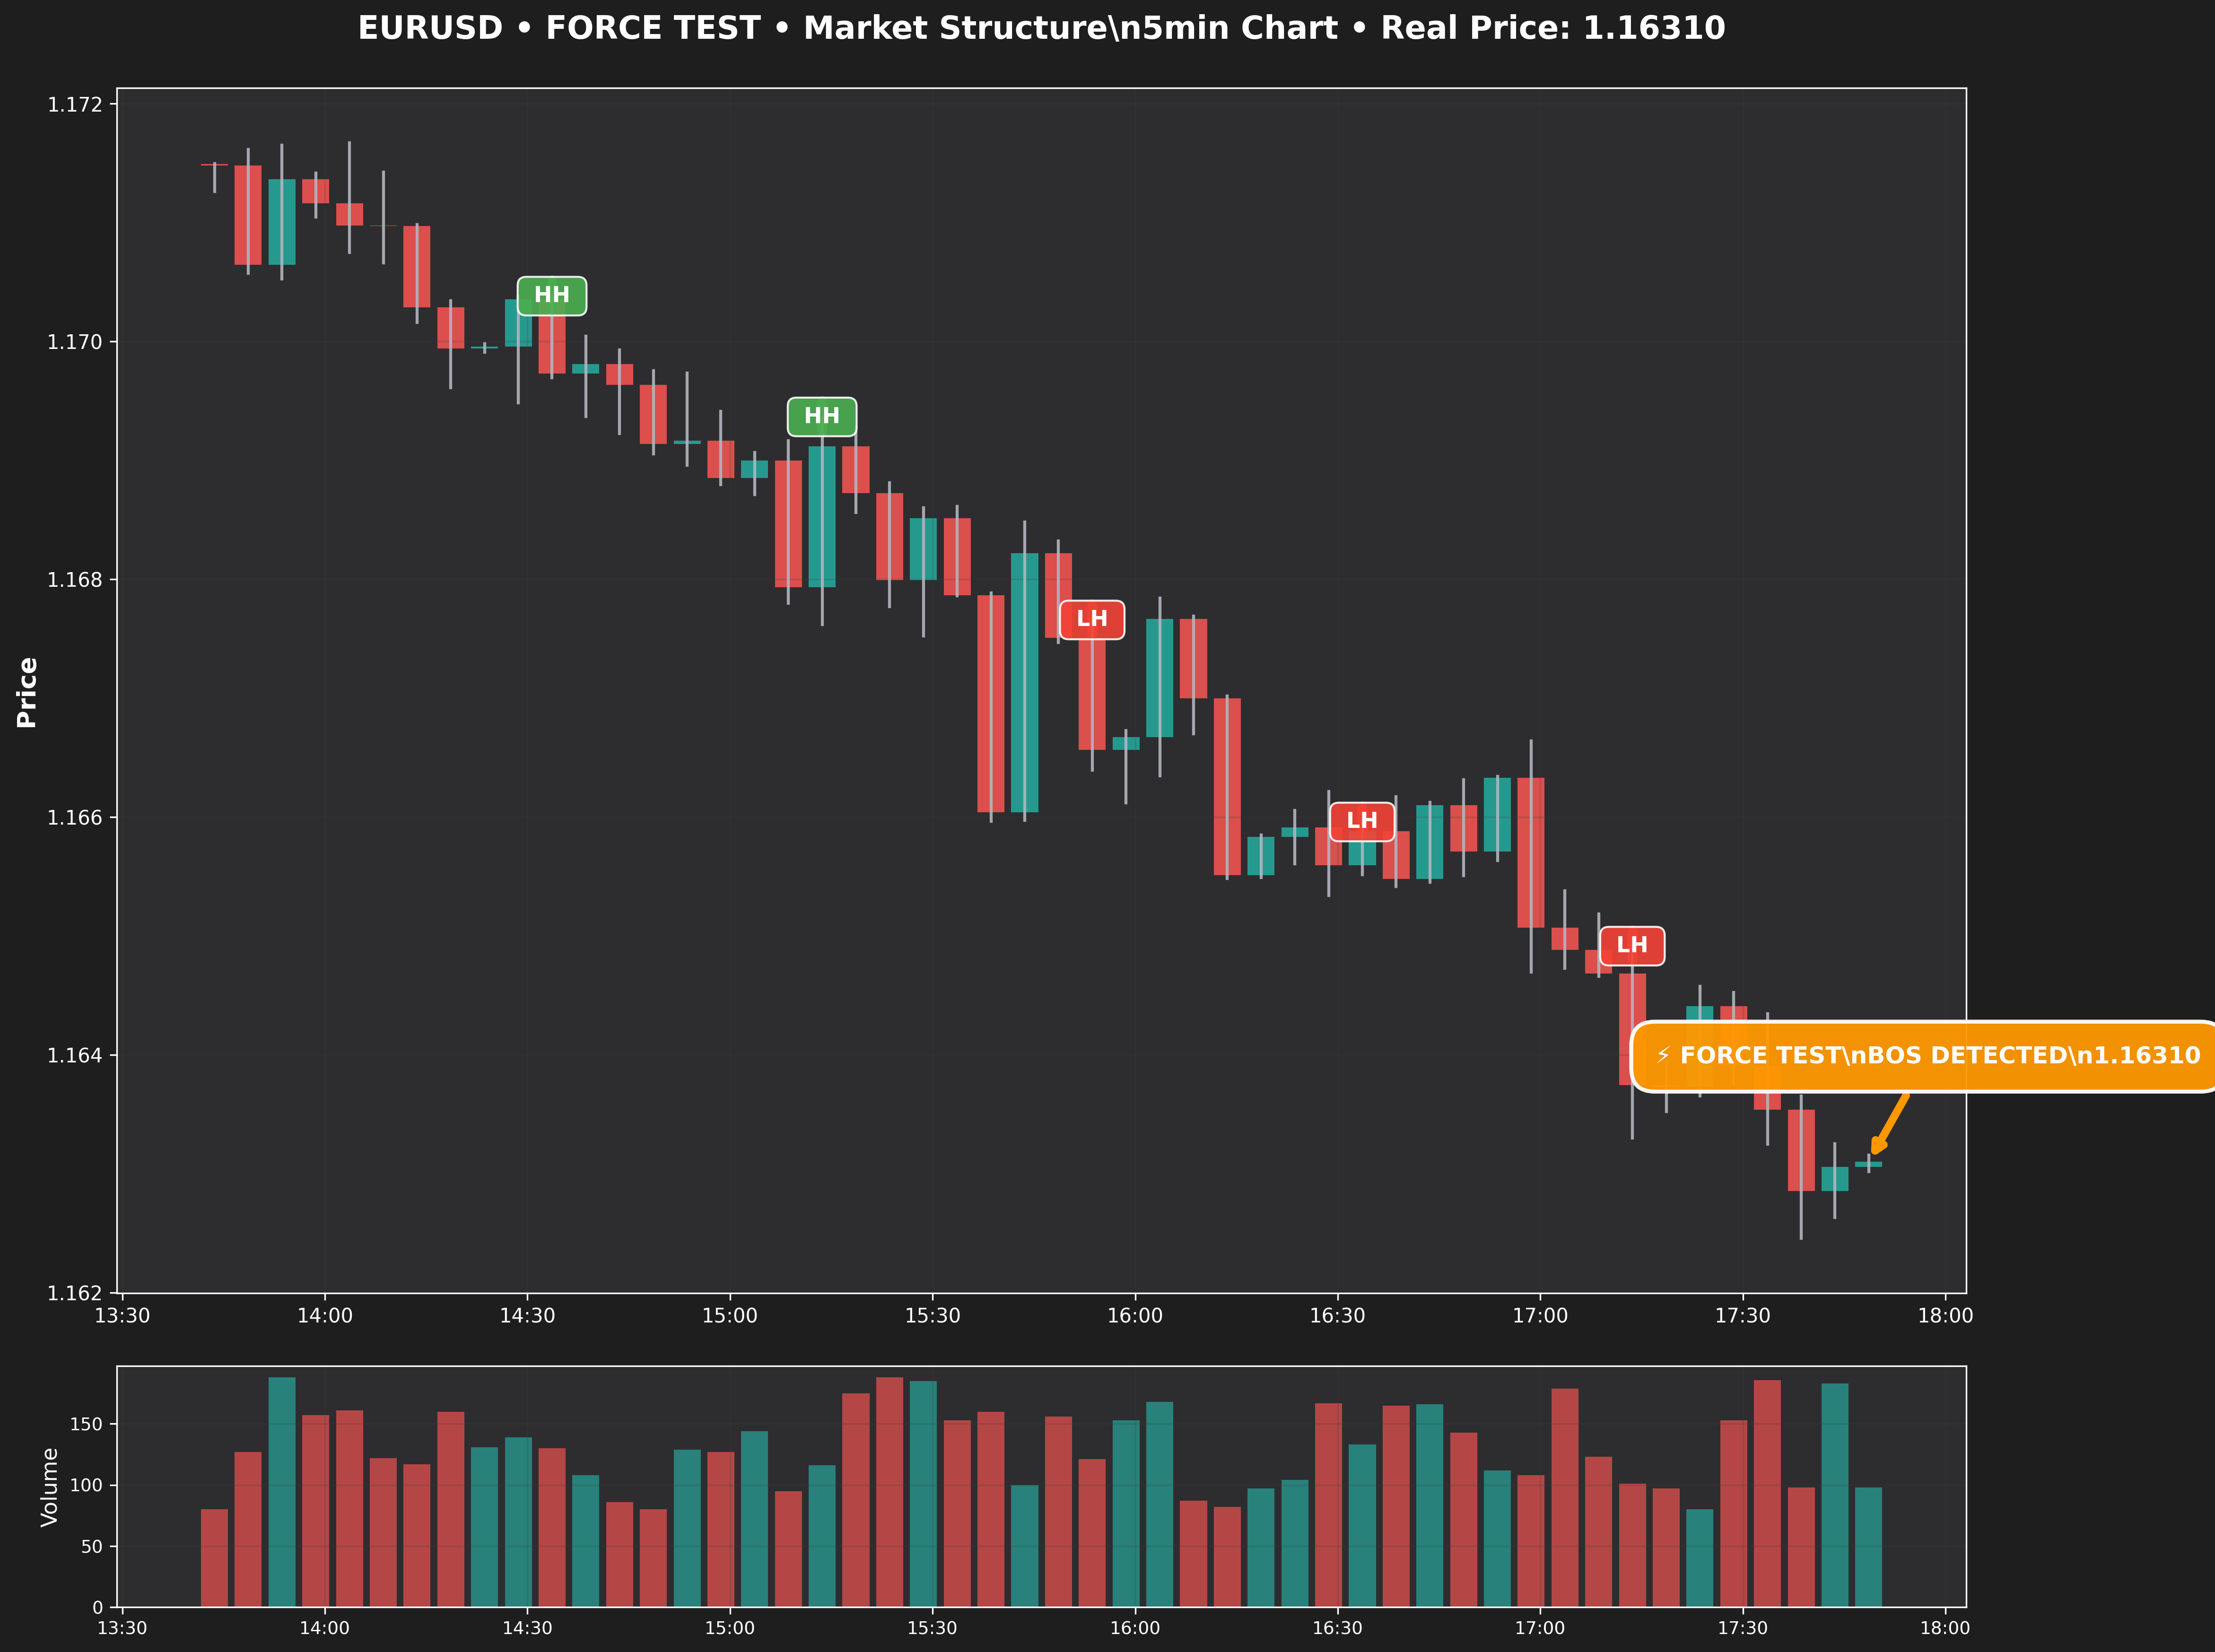 EURUSD • FORCE TEST • Market Structure\n5min Chart • Real Price: 1.16310
1.172
1.170
1.168
1.166
1.164
1.162
Price
HH
HH
LH
LH
LH
⚡ FORCE TEST\nBOS DETECTED\n1.16310
13:30 14:00 14:30 15:00 15:30 16:00 16:30 17:00 17:30 18:00
150
100
50
0
Volume
13:30 14:00 14:30 15:00 15:30 16:00 16:30 17:00 17:30 18:00